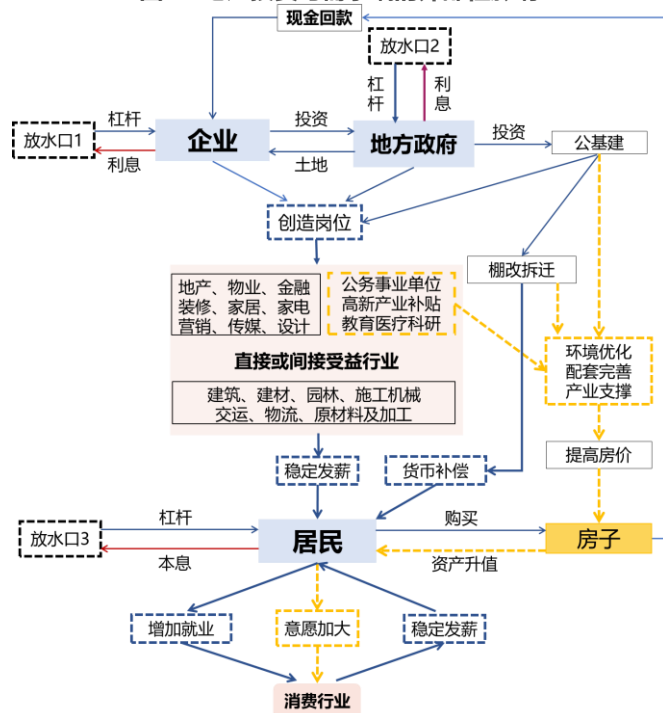 现金回款
放水口2
杠杆
利息
放水口1
杠杆
利息
企业
投资
土地
地方政府
投资
公基建
创造岗位
棚改拆迁
地产、物业、金融
装修、家居、家电
营销、传媒、设计
公务事业单位
高新产业补贴
教育医疗科研
直接或间接受益行业
建筑、建材、园林、施工机械
交运、物流、原材料及加工
环境优化
配套完善
产业支撑
提高房价
稳定发薪
货币补偿
放水口3
杠杆
本息
居民
购买
资产升值
房子
增加就业
意愿加大
稳定发薪
消费行业